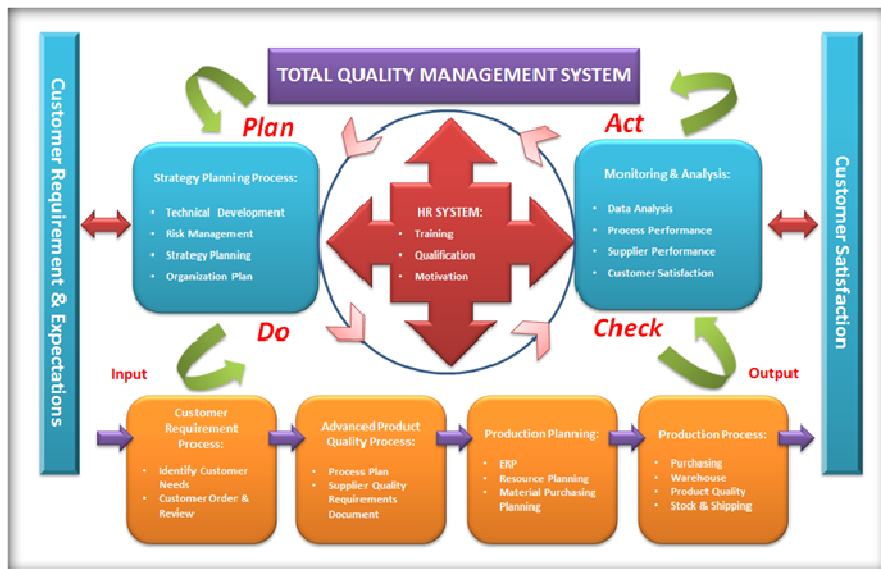 TOTAL QUALITY MANAGEMENT SYSTEM
Customer Requirement & Expectations
Plan
Act
Strategy Planning Process:
• Technical Development
• Risk Management
• Strategy Planning
• Organization Plan
HR SYSTEM:
• Training
• Qualification
• Motivation
Monitoring & Analysis:
• Data Analysis
• Process Performance
• Supplier Performance
• Customer Satisfaction
Customer Satisfaction
Do
Check
Input
Output
Customer
Requirement
Process:
• Identify Customer
Needs
• Customer Order &
Review
Advanced Product
Quality Process:
• Process Plan
• Supplier Quality
Requirements
Document
Production Planning:
• ERP
• Resource Planning
• Material Purchasing
Planning
Production Process:
• Purchasing
• Warehouse
• Product Quality
• Stock & Shipping